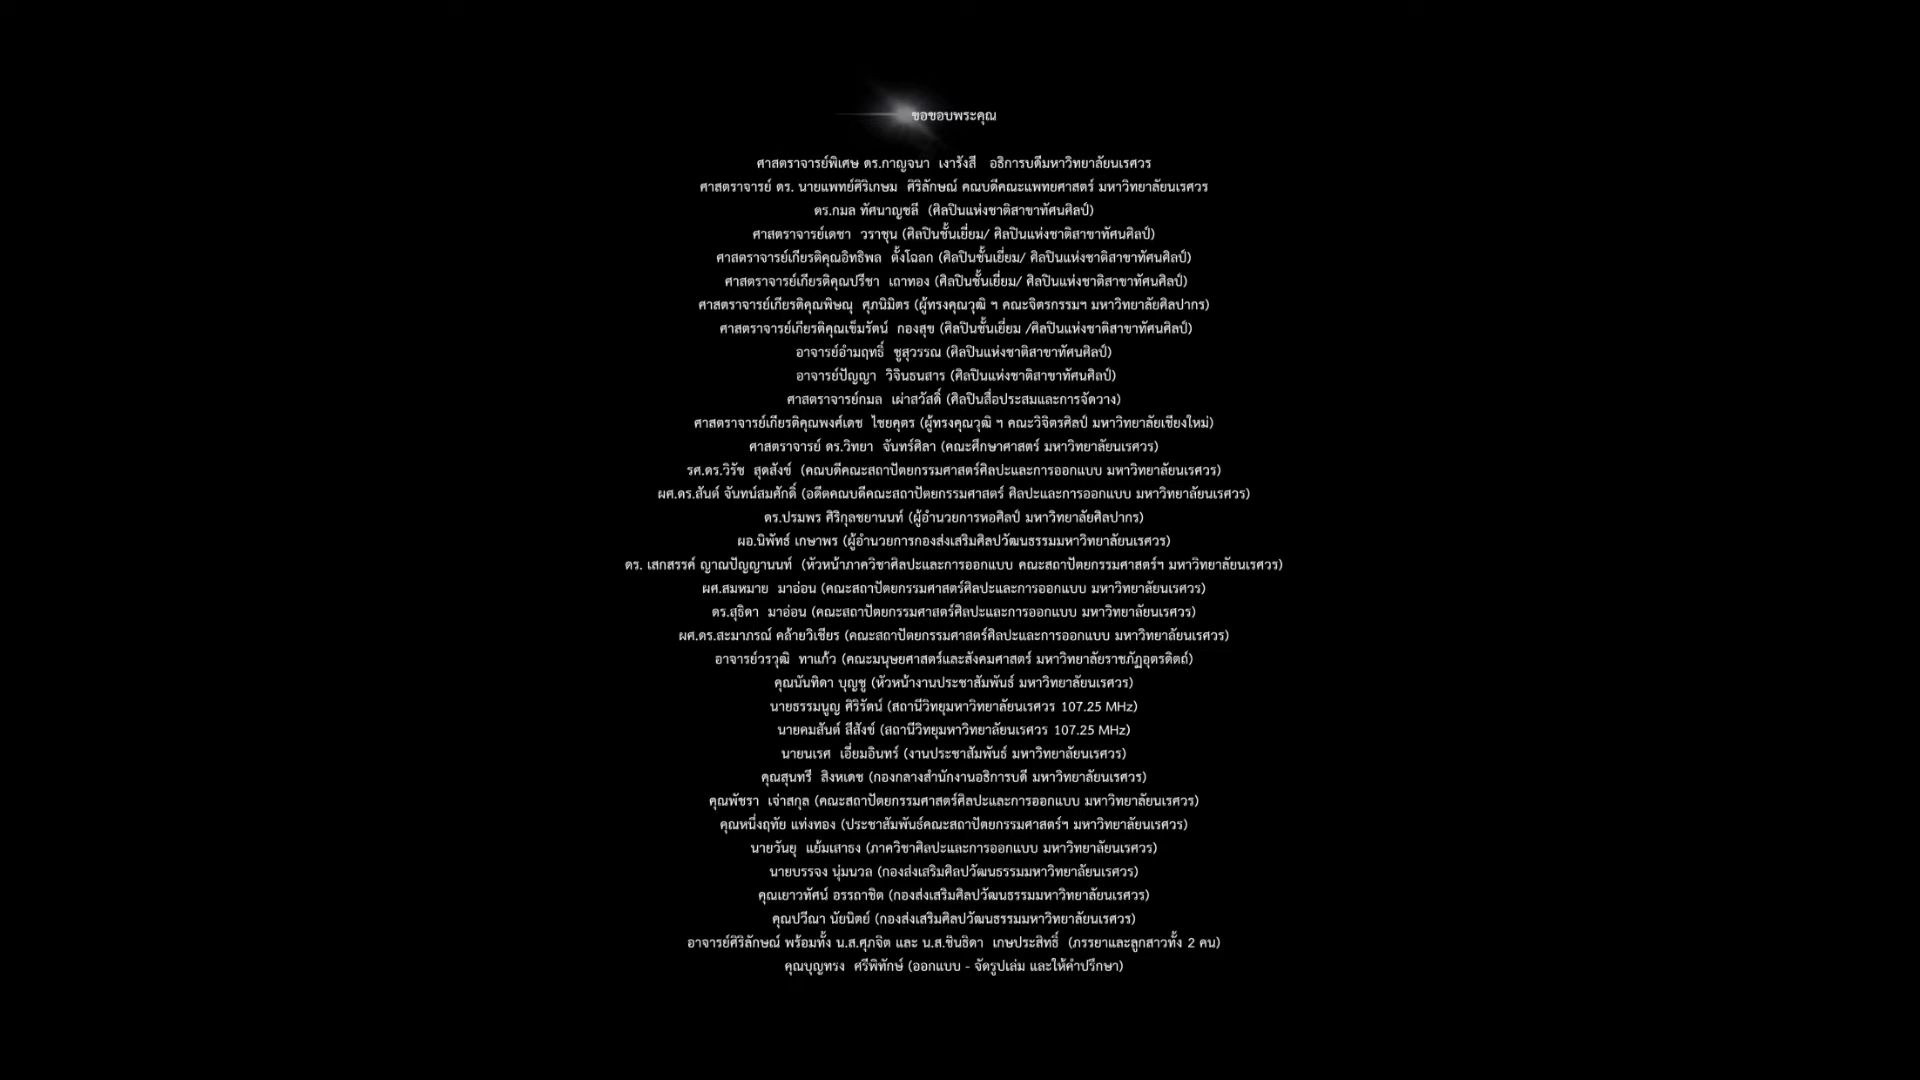 ขอขอบพระคุณ
ศาสตราจารย์พิเศษ ดร.กาญจนา เงารังสี อธิการบดีมหาวิทยาลัยนเรศวร
ศาสตราจารย์ ดร. นายแพทย์ศิริเกษม ศิริลักษณ์ คณบดีคณะแพทยศาสตร์ มหาวิทยาลัยนเรศวร
ดร.กมล ทัศนาญชลี (ศิลปินแห่งชาติสาขาทัศนศิลป์)
ศาสตราจารย์เดชา วราชุน (ศิลปินชั้นเยี่ยม/ ศิลปินแห่งชาติสาขาทัศนศิลป์)
ศาสตราจารย์เกียรติคุณอิทธิพล ตั้งโฉลก (ศิลปินชั้นเยี่ยม/ ศิลปินแห่งชาติสาขาทัศนศิลป์)
ศาสตราจารย์เกียรติคุณปรีชา เถาทอง (ศิลปินชั้นเยี่ยม/ ศิลปินแห่งชาติสาขาทัศนศิลป์)
ศาสตราจารย์เกียรติคุณพิษณุ ศุภนิมิตร (ผู้ทรงคุณวุฒิ ฯ คณะจิตรกรรมฯ มหาวิทยาลัยศิลปากร)
ศาสตราจารย์เกียรติคุณเข็มรัตน์ กองสุข (ศิลปินชั้นเยี่ยม /ศิลปินแห่งชาติสาขาทัศนศิลป์)
อาจารย์อำมฤทธิ์ ชูสุวรรณ (ศิลปินแห่งชาติสาขาทัศนศิลป์)
อาจารย์ปัญญา วิจินธนสาร (ศิลปินแห่งชาติสาขาทัศนศิลป์)
ศาสตราจารย์กมล เผ่าสวัสดิ์ (ศิลปินสื่อประสมและการจัดวาง)
ศาสตราจารย์เกียรติคุณพงศ์เดช ไชยคุตร (ผู้ทรงคุณวุฒิ ฯ คณะวิจิตรศิลป์ มหาวิทยาลัยเชียงใหม่)
ศาสตราจารย์ ดร.วิทยา จันทร์ศิลา (คณะศึกษาศาสตร์ มหาวิทยาลัยนเรศวร)
รศ.ดร.วิรัช สุดสังข์ (คณบดีคณะสถาปัตยกรรมศาสตร์ศิลปะและการออกแบบ มหาวิทยาลัยนเรศวร)
ผศ.ดร.สันต์ จันทน์สมศักดิ์ (อดีตคณบดีคณะสถาปัตยกรรมศาสตร์ ศิลปะและการออกแบบ มหาวิทยาลัยนเรศวร)
ดร.ปรมพร ศิริกุลชยานนท์ (ผู้อำนวยการหอศิลป์ มหาวิทยาลัยศิลปากร)
ผอ.นิพัทธ์ เกษาพร (ผู้อำนวยการกองส่งเสริมศิลปวัฒนธรรมมหาวิทยาลัยนเรศวร)
ดร. เสกสรรค์ ญาณปัญญานนท์ (หัวหน้าภาควิชาศิลปะและการออกแบบ คณะสถาปัตยกรรมศาสตร์ฯ มหาวิทยาลัยนเรศวร)
ผศ.สมหมาย มาอ่อน (คณะสถาปัตยกรรมศาสตร์ศิลปะและการออกแบบ มหาวิทยาลัยนเรศวร)
ดร.สุธิดา มาอ่อน (คณะสถาปัตยกรรมศาสตร์ศิลปะและการออกแบบ มหาวิทยาลัยนเรศวร)
ผศ.ดร.สะมาภรณ์ คล้ายวิเชียร (คณะสถาปัตยกรรมศาสตร์ศิลปะและการออกแบบ มหาวิทยาลัยนเรศวร)
อาจารย์วรวุฒิ ทาแก้ว (คณะมนุษยศาสตร์และสังคมศาสตร์ มหาวิทยาลัยราชภัฏอุตรดิตถ์)
คุณนันทิดา บุญชู (หัวหน้างานประชาสัมพันธ์ มหาวิทยาลัยนเรศวร)
นายธรรมนูญ ศิริรัตน์ (สถานีวิทยุมหาวิทยาลัยนเรศวร 107.25 MHz)
นายคมสันต์ สีสังข์ (สถานีวิทยุมหาวิทยาลัยนเรศวร 107.25 MHz)
นายนเรศ เอี่ยมอินทร์ (งานประชาสัมพันธ์ มหาวิทยาลัยนเรศวร)
คุณสุนทรี สิงหเดช (กองกลางสำนักงานอธิการบดี มหาวิทยาลัยนเรศวร)
คุณพัชรา เจ่าสกุล (คณะสถาปัตยกรรมศาสตร์ศิลปะและการออกแบบ มหาวิทยาลัยนเรศวร)
คุณหนึ่งฤทัย แท่งทอง (ประชาสัมพันธ์คณะสถาปัตยกรรมศาสตร์ฯ มหาวิทยาลัยนเรศวร)
นายวันยุ แย้มเสาธง (ภาควิชาศิลปะและการออกแบบ มหาวิทยาลัยนเรศวร)
นายบรรจง นุ่มนวล (กองส่งเสริมศิลปวัฒนธรรมมหาวิทยาลัยนเรศวร)
คุณเยาวทัศน์ อรรถาชิต (กองส่งเสริมศิลปวัฒนธรรมมหาวิทยาลัยนเรศวร)
คุณปวีณา นัยนิตย์ (กองส่งเสริมศิลปวัฒนธรรมมหาวิทยาลัยนเรศวร)
อาจารย์ศิริลักษณ์ พร้อมทั้ง น.ส.ศุภจิต และ น.ส.ชินธิดา เกษประสิทธิ์ (ภรรยาและลูกสาวทั้ง 2 คน)
คุณบุญทรง ศรีพิทักษ์ (ออกแบบ - จัดรูปเล่ม และให้คำปรึกษา)